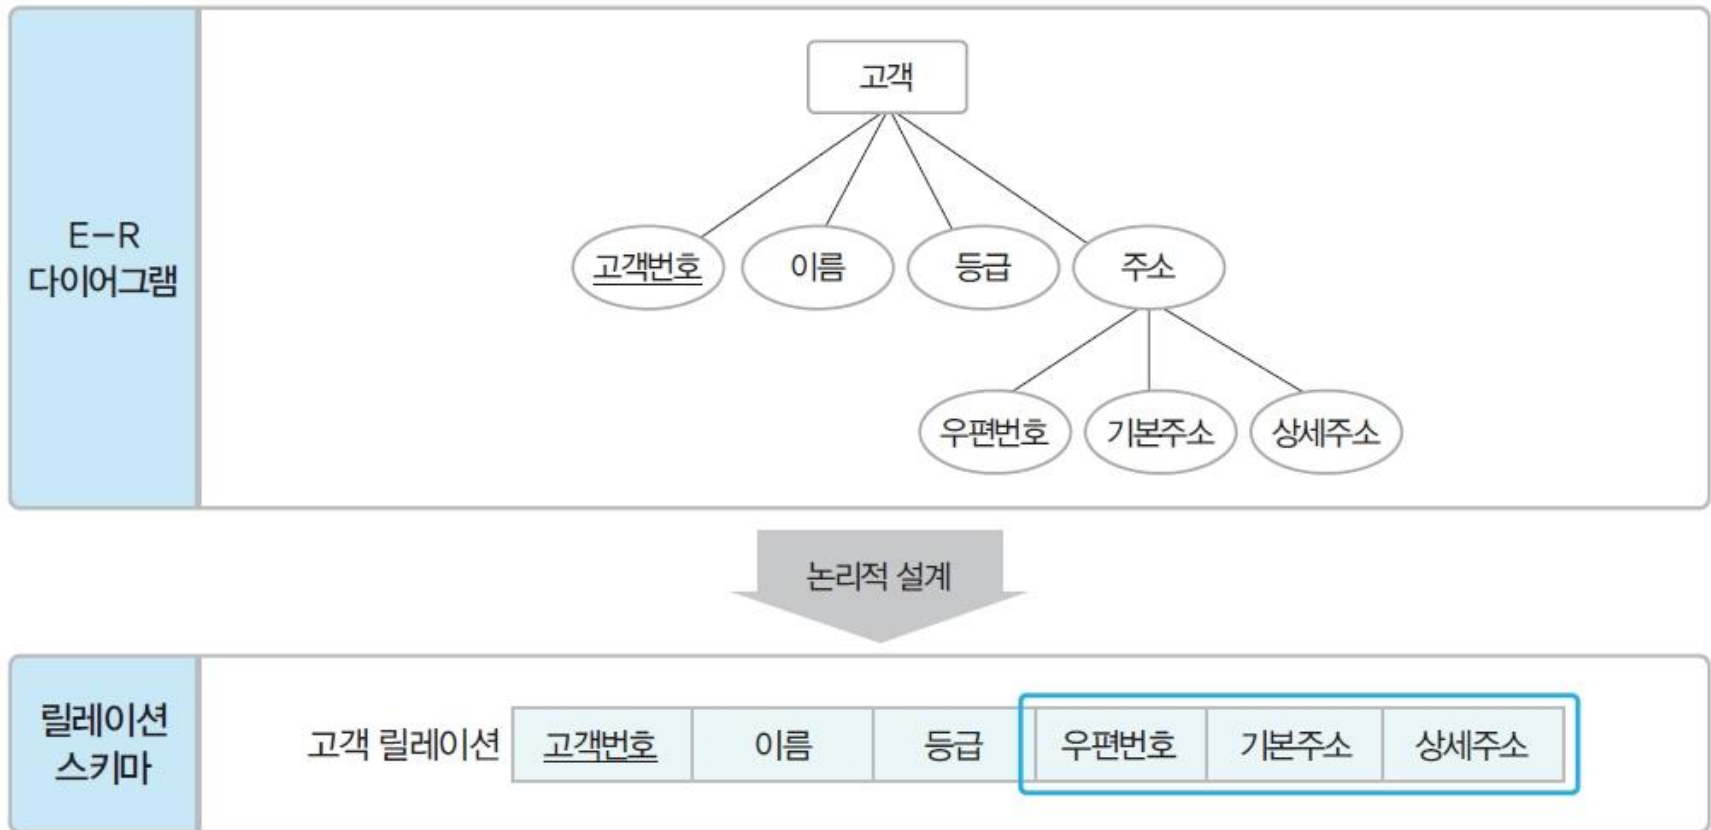 E-R
다이어그램
고객
고객번호
이름
등급
주소
우편번호
기본주소
상세주소
논리적 설계
릴레이션
스키마
고객 릴레이션
고객번호
이름
등급
우편번호
기본주소
상세주소